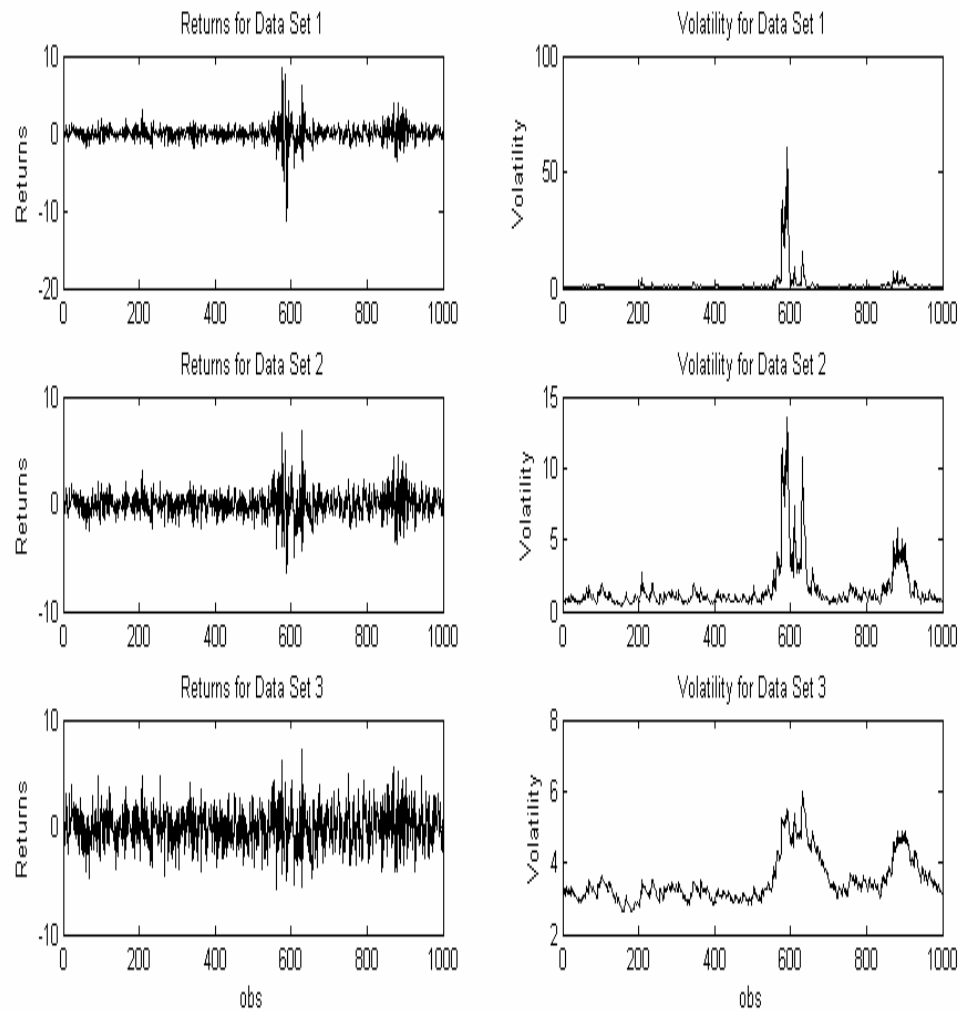 Returns for Data Set 1
Volatility for Data Set 1
10
0
-10
-20
Returns
0 200 400 600 800 1000
100
50
0
Volatility
0 200 400 600 800 1000
Returns for Data Set 2
Volatility for Data Set 2
10
0
-10
Returns
0 200 400 600 800 1000
15
10
5
0
Volatility
0 200 400 600 800 1000
Returns for Data Set 3
Volatility for Data Set 3
10
0
-10
Returns
0 200 400 600 800 1000
obs
8
6
4
2
Volatility
0 200 400 600 800 1000
obs